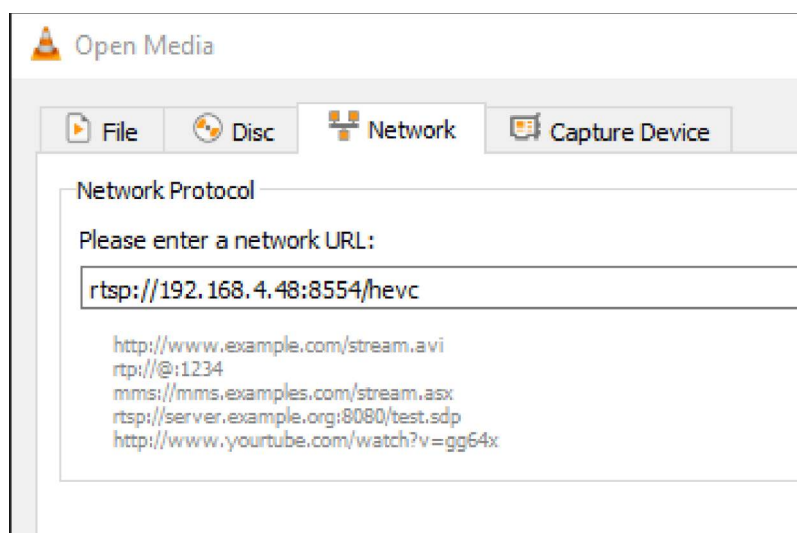 Open Media
File Disc Network Capture Device
Network Protocol
Please enter a network URL:
rtsp://192.168.4.48:8554/hevc
http://www.example.com/stream.avi
rtp://@:1234
mms://mms.examples.com/stream.asx
rtsp://server.example.org:8080/test.sdp
http://www.yourtube.com/watch?v=gg64x